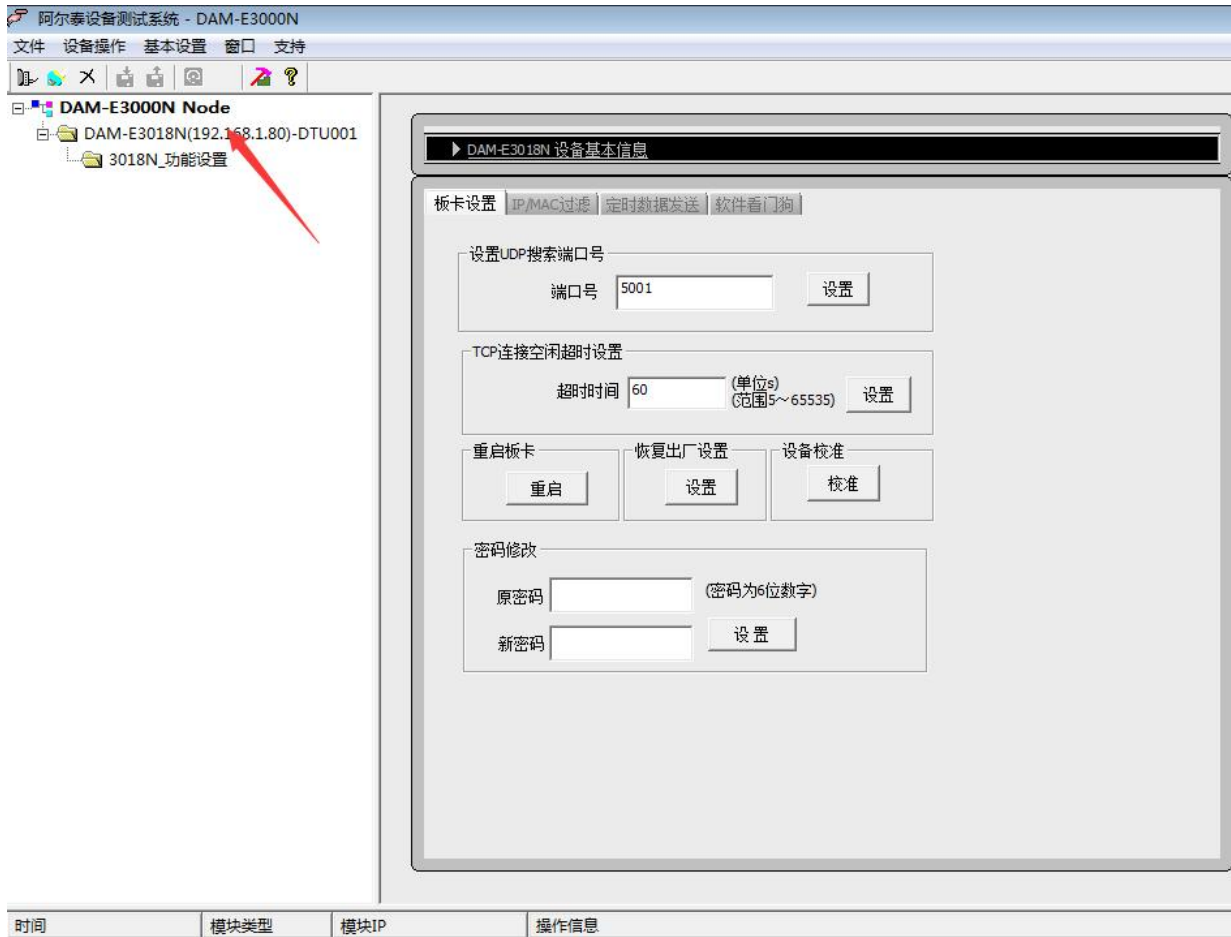 阿尔泰设备测试系统 - DAM-E3000N
文件 设备操作 基本设置 窗口 支持
DAM-E3000N Node
DAM-E3018N(192.168.1.80)-DTU001
3018N_功能设置
DAM-E3018N 设备基本信息
板卡设置 IP/MAC过滤 定时数据发送 软件看门狗
设置UDP搜索端口号
端口号 5001 设置
TCP连接空闲超时设置
超时时间 60 (单位s) 设置
(范围5～65535)
重启板卡 恢复出厂设置 设备校准
重启 设置 校准
密码修改
原密码 (密码为6位数字)
新密码 设 置
时间 模块类型 模块IP 操作信息